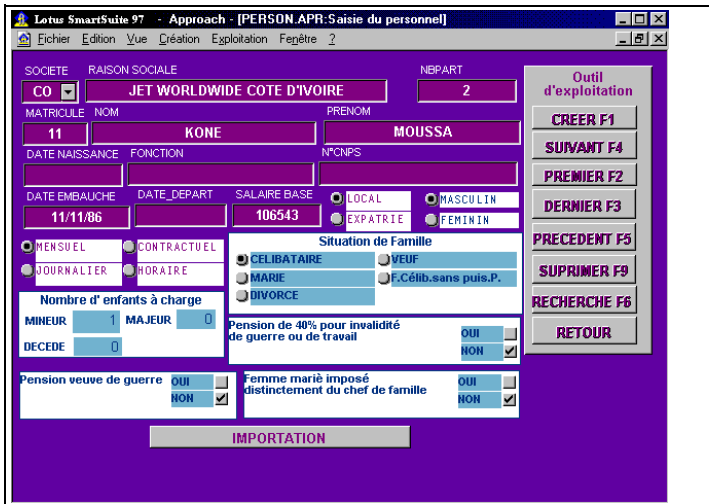 Lotus SmartSuite 97 - Approach - [PERSON.APR:Saisie du personnel]
Fichier Edition Vue Création Exploitation Fenêtre ?
SOCIETE RAISON SOCIALE NBPART
CO JET WORLDWIDE COTE D'IVOIRE 2
MATRICULE NOM PRENOM
11 KONE MOUSSA
DATE NAISSANCE FONCTION N°CNPS
DATE EMBAUCHE DATE_DEPART SALAIRE BASE
11/11/86 106543
LOCAL MASCULIN
EXPATRIE FEMININ
MENSUEL CONTRACTUEL
JOURNALIER HORAIRE
Situation de Famille
CELIBATAIRE VEUF
MARIE F.Célib.sans puis.P.
DIVORCE
Nombre d' enfants à charge
MINEUR 1 MAJEUR 0
DECEDE 0
Pension de 40% pour invalidité
de guerre ou de travail
OUI
NON
Pension veuve de guerre OUI
NON
Femme mariè imposé
distinctement du chef de famille
OUI
NON
IMPORTATION
Outil
d'exploitation
CREER F1
SUIVANT F4
PREMIER F2
DERNIER F3
PRECEDENT F5
SUPRIMER F9
RECHERCHE F6
RETOUR